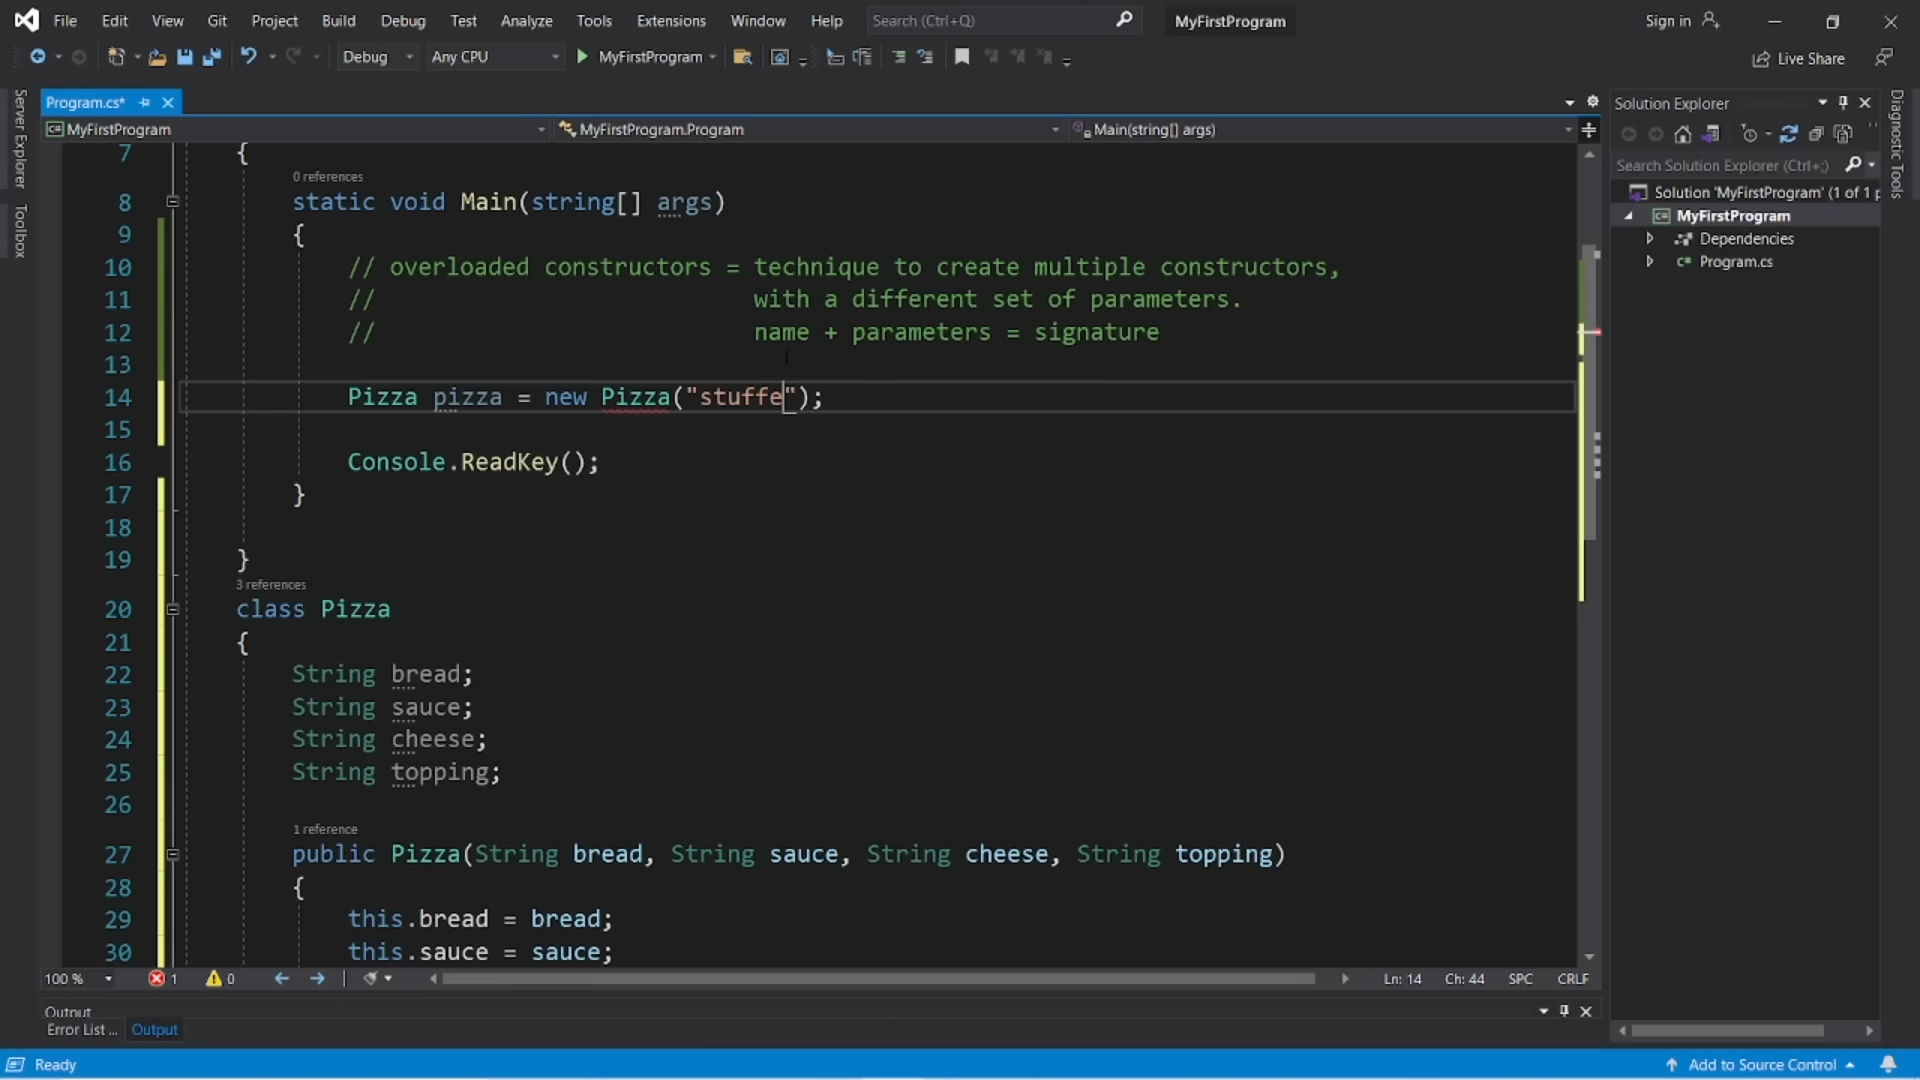 File Edit View Git Project Build Debug Test Analyze Tools Extensions Window Help Search (Ctrl+Q) MyFirstProgram Sign in
Debug Any CPU MyFirstProgram Live Share
Server Explorer
Toolbox
Program.cs*
MyFirstProgram MyFirstProgram.Program Main(string[] args)
7 {
0 references
8 static void Main(string[] args)
9 {
10 // overloaded constructors = technique to create multiple constructors,
11 // with a different set of parameters.
12 // name + parameters = signature
13
14 Pizza pizza = new Pizza("stuffe");
15
16 Console.ReadKey();
17 }
18
19 }
3 references
20 class Pizza
21 {
22 String bread;
23 String sauce;
24 String cheese;
25 String topping;
26
1 reference
27 public Pizza(String bread, String sauce, String cheese, String topping)
28 {
29 this.bread = bread;
30 this.sauce = sauce;
100 % 1 0 Ln: 14 Ch: 44 SPC CRLF
Output
Error List ... Output
Ready Add to Source Control
Solution Explorer
Search Solution Explorer (Ctrl+;)
Solution 'MyFirstProgram' (1 of 1 p
C# MyFirstProgram
Dependencies
C# Program.cs
Diagnostic Tools